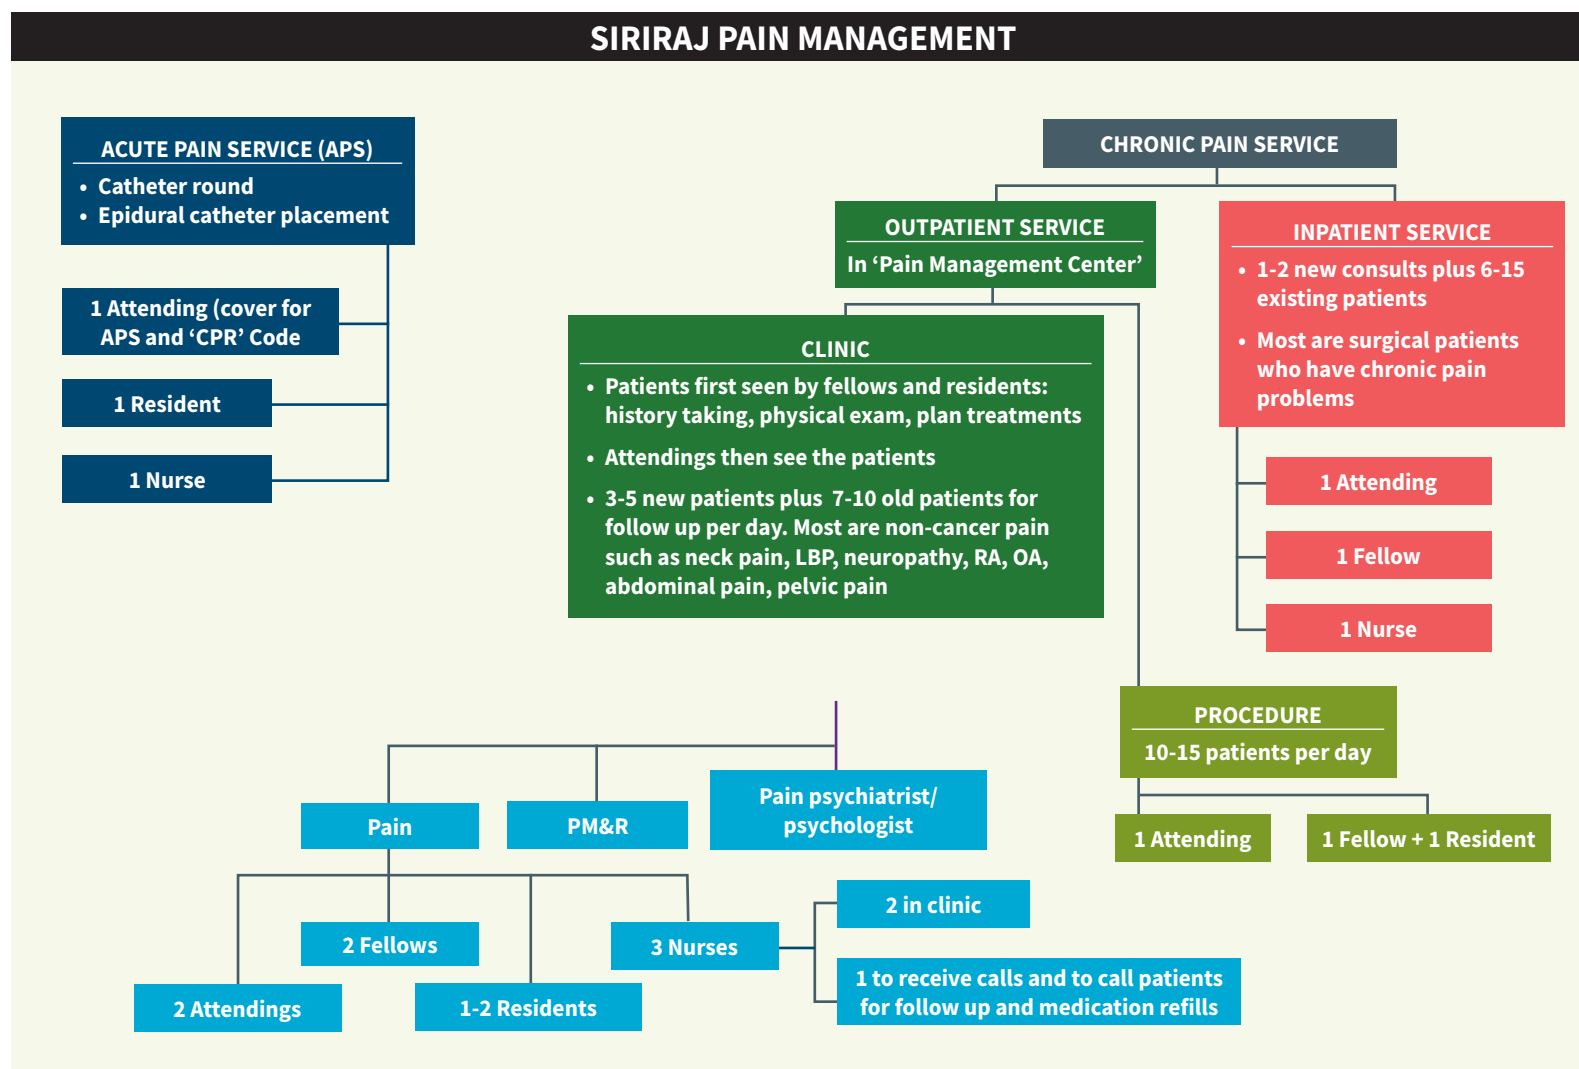 SIRIRAJ PAIN MANAGEMENT
ACUTE PAIN SERVICE (APS)
• Catheter round
• Epidural catheter placement
1 Attending (cover for
APS and ‘CPR’ Code
1 Resident
1 Nurse
CHRONIC PAIN SERVICE
OUTPATIENT SERVICE
In ‘Pain Management Center’
INPATIENT SERVICE
• 1-2 new consults plus 6-15
existing patients
• Most are surgical patients
who have chronic pain
problems
1 Attending
1 Fellow
1 Nurse
CLINIC
• Patients first seen by fellows and residents:
history taking, physical exam, plan treatments
• Attendings then see the patients
• 3-5 new patients plus 7-10 old patients for
follow up per day. Most are non-cancer pain
such as neck pain, LBP, neuropathy, RA, OA,
abdominal pain, pelvic pain
PROCEDURE
10-15 patients per day
1 Attending
1 Fellow + 1 Resident
Pain
PM&R
Pain psychiatrist/
psychologist
2 Fellows
3 Nurses
2 Attendings
1-2 Residents
2 in clinic
1 to receive calls and to call patients
for follow up and medication refills